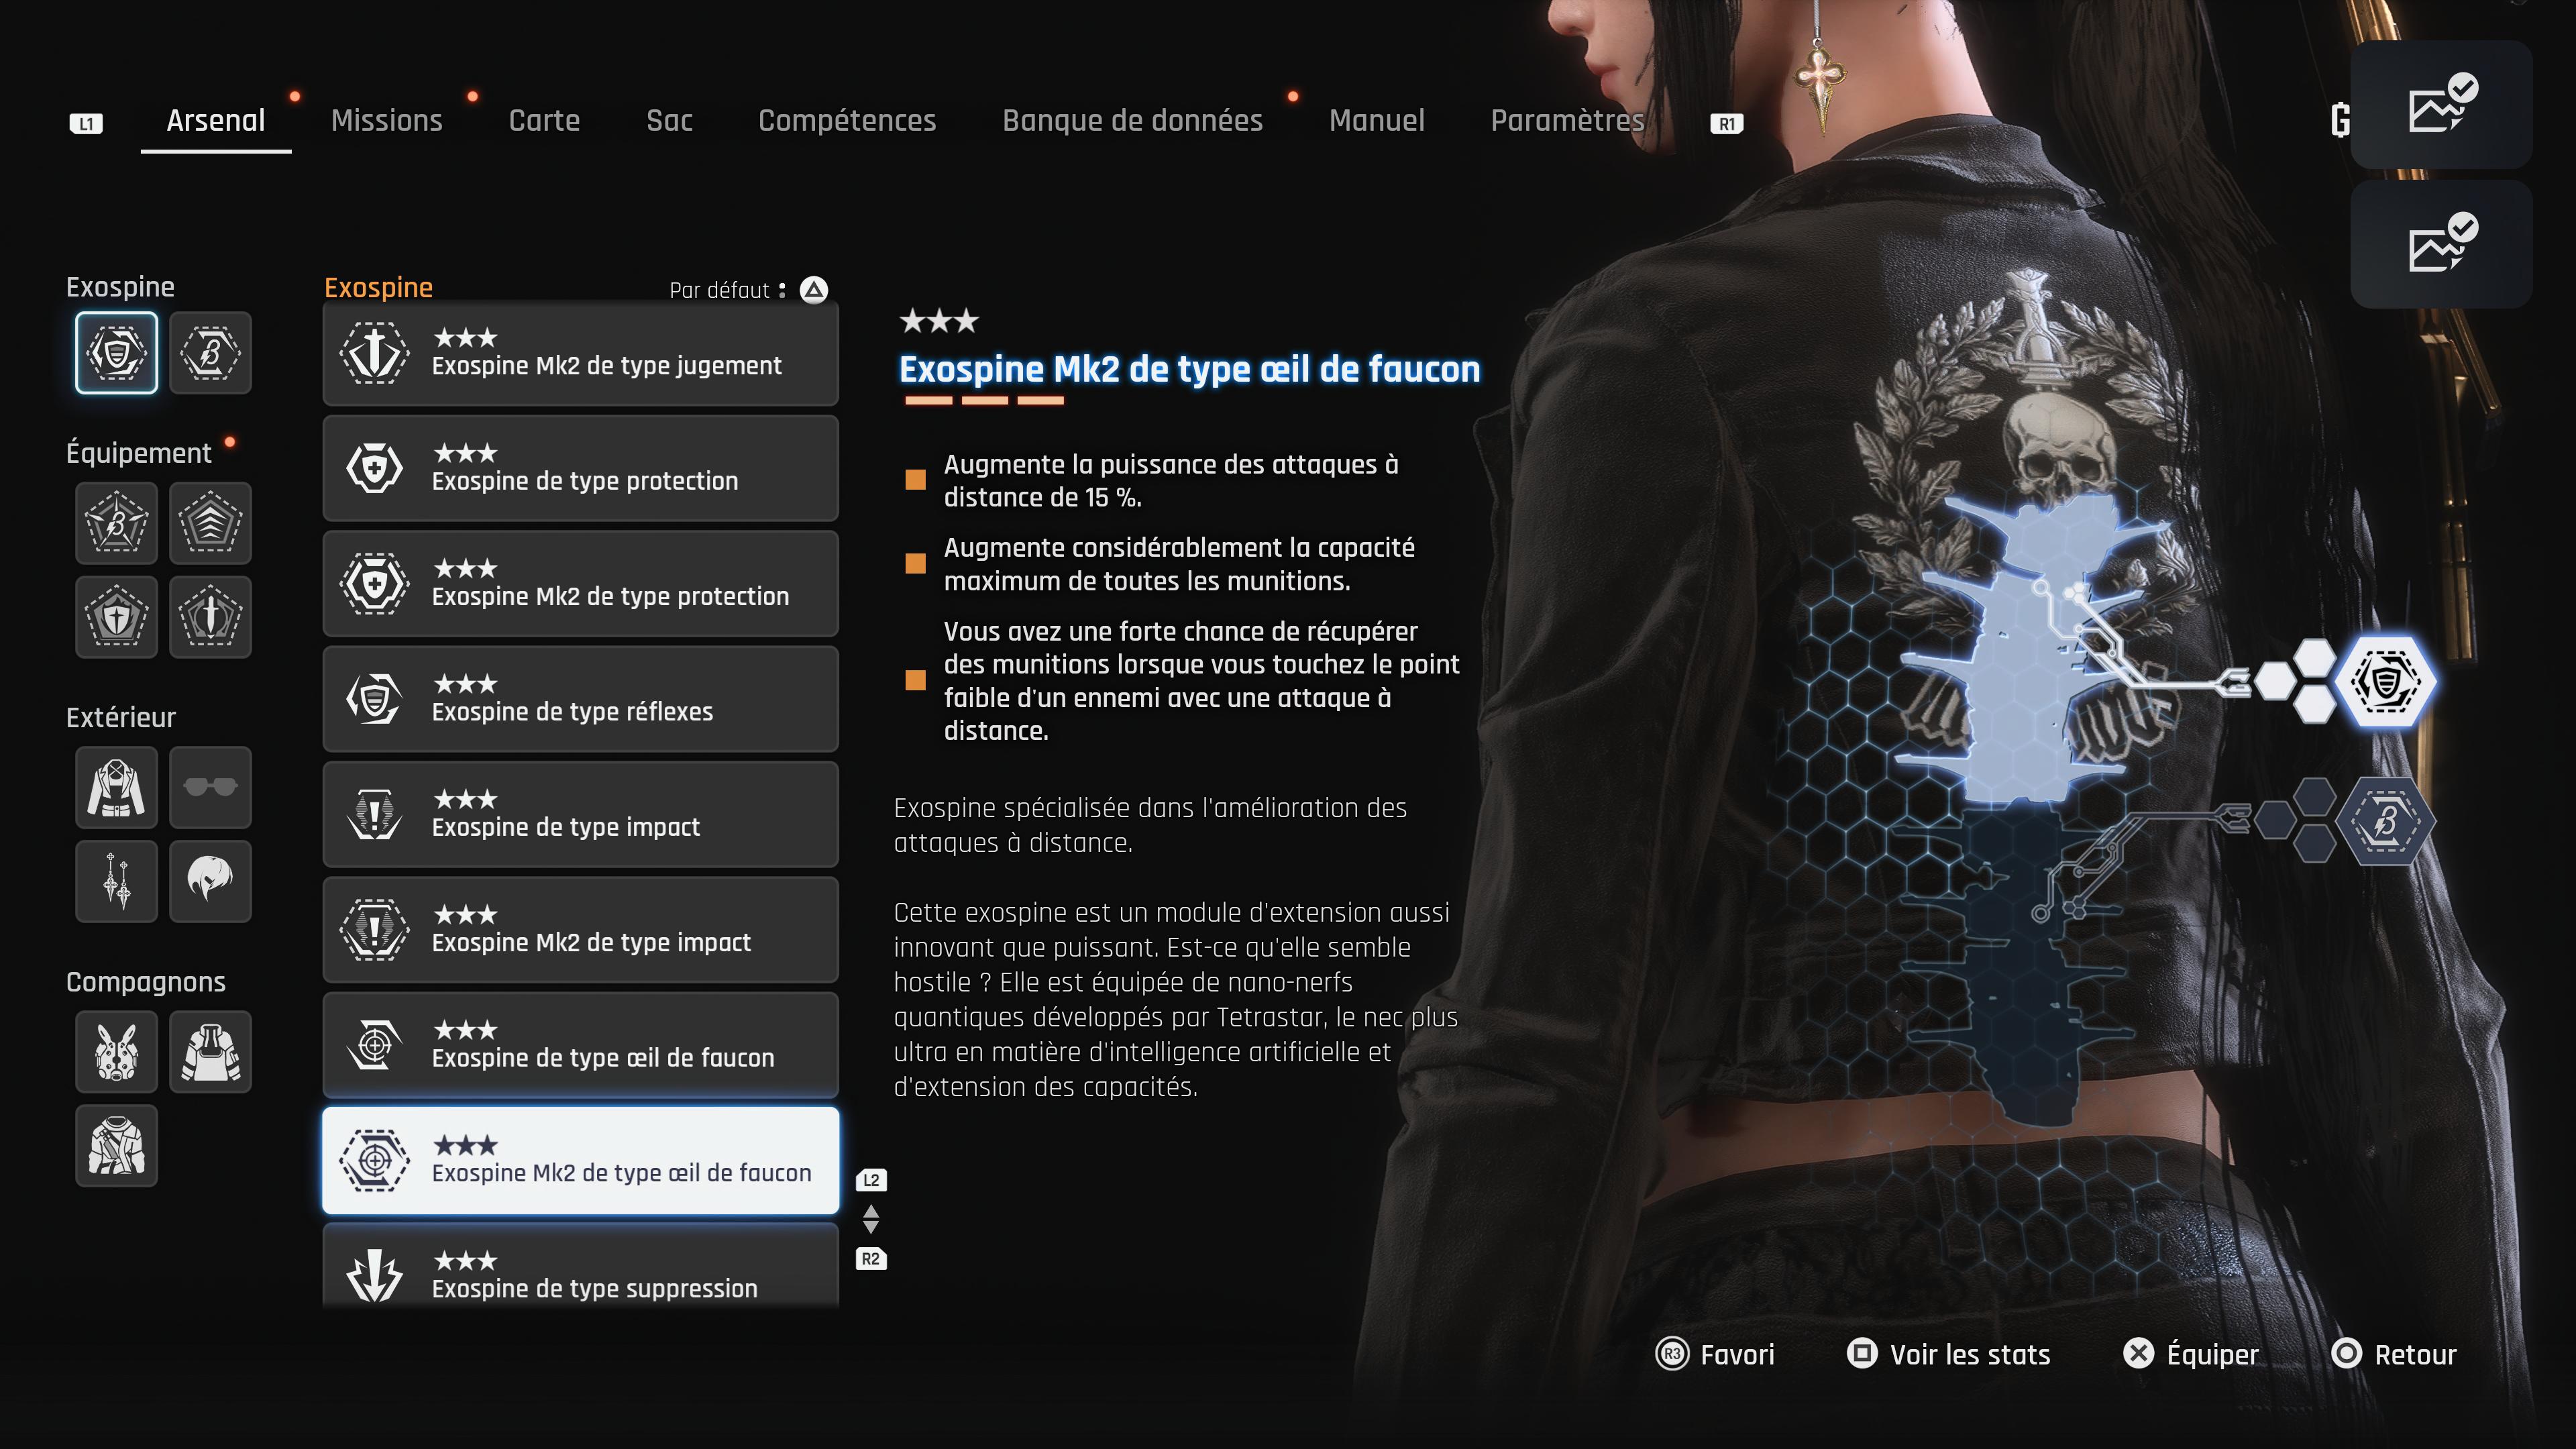 L1 Arsenal Missions Carte Sac Compétences Banque de données Manuel Paramètres R1
Exospine
Équipement
Extérieur
Compagnons
Exospine Par défaut :
Exospine Mk2 de type jugement
Exospine de type protection
Exospine Mk2 de type protection
Exospine de type réflexes
Exospine de type impact
Exospine Mk2 de type impact
Exospine de type œil de faucon
Exospine Mk2 de type œil de faucon
Exospine de type suppression
L2
R2
Exospine Mk2 de type œil de faucon
Augmente la puissance des attaques à
distance de 15 %.
Augmente considérablement la capacité
maximum de toutes les munitions.
Vous avez une forte chance de récupérer
des munitions lorsque vous touchez le point
faible d'un ennemi avec une attaque à
distance.
Exospine spécialisée dans l'amélioration des
attaques à distance.
Cette exospine est un module d'extension aussi
innovant que puissant. Est-ce qu'elle semble
hostile ? Elle est équipée de nano-nerfs
quantiques développés par Tetrastar, le nec plus
ultra en matière d'intelligence artificielle et
d'extension des capacités.
R3 Favori Voir les stats Équiper Retour